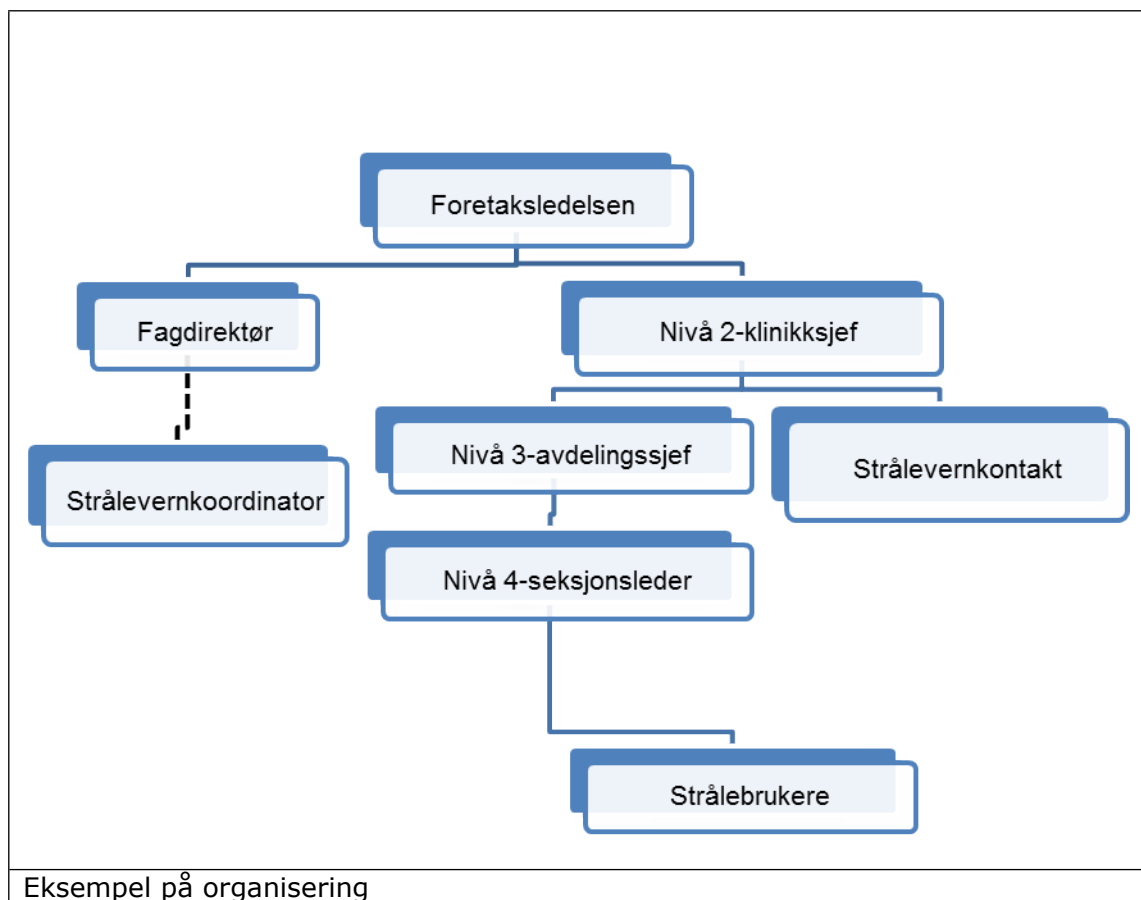 Foretaksledelsen
Fagdirektør
Nivå 2-klinikksjef
Nivå 3-avdelingssjef
Strålevernkontakt
Strålevernkoordinator
Nivå 4-seksjonsleder
Strålebrukere
Eksempel på organisering